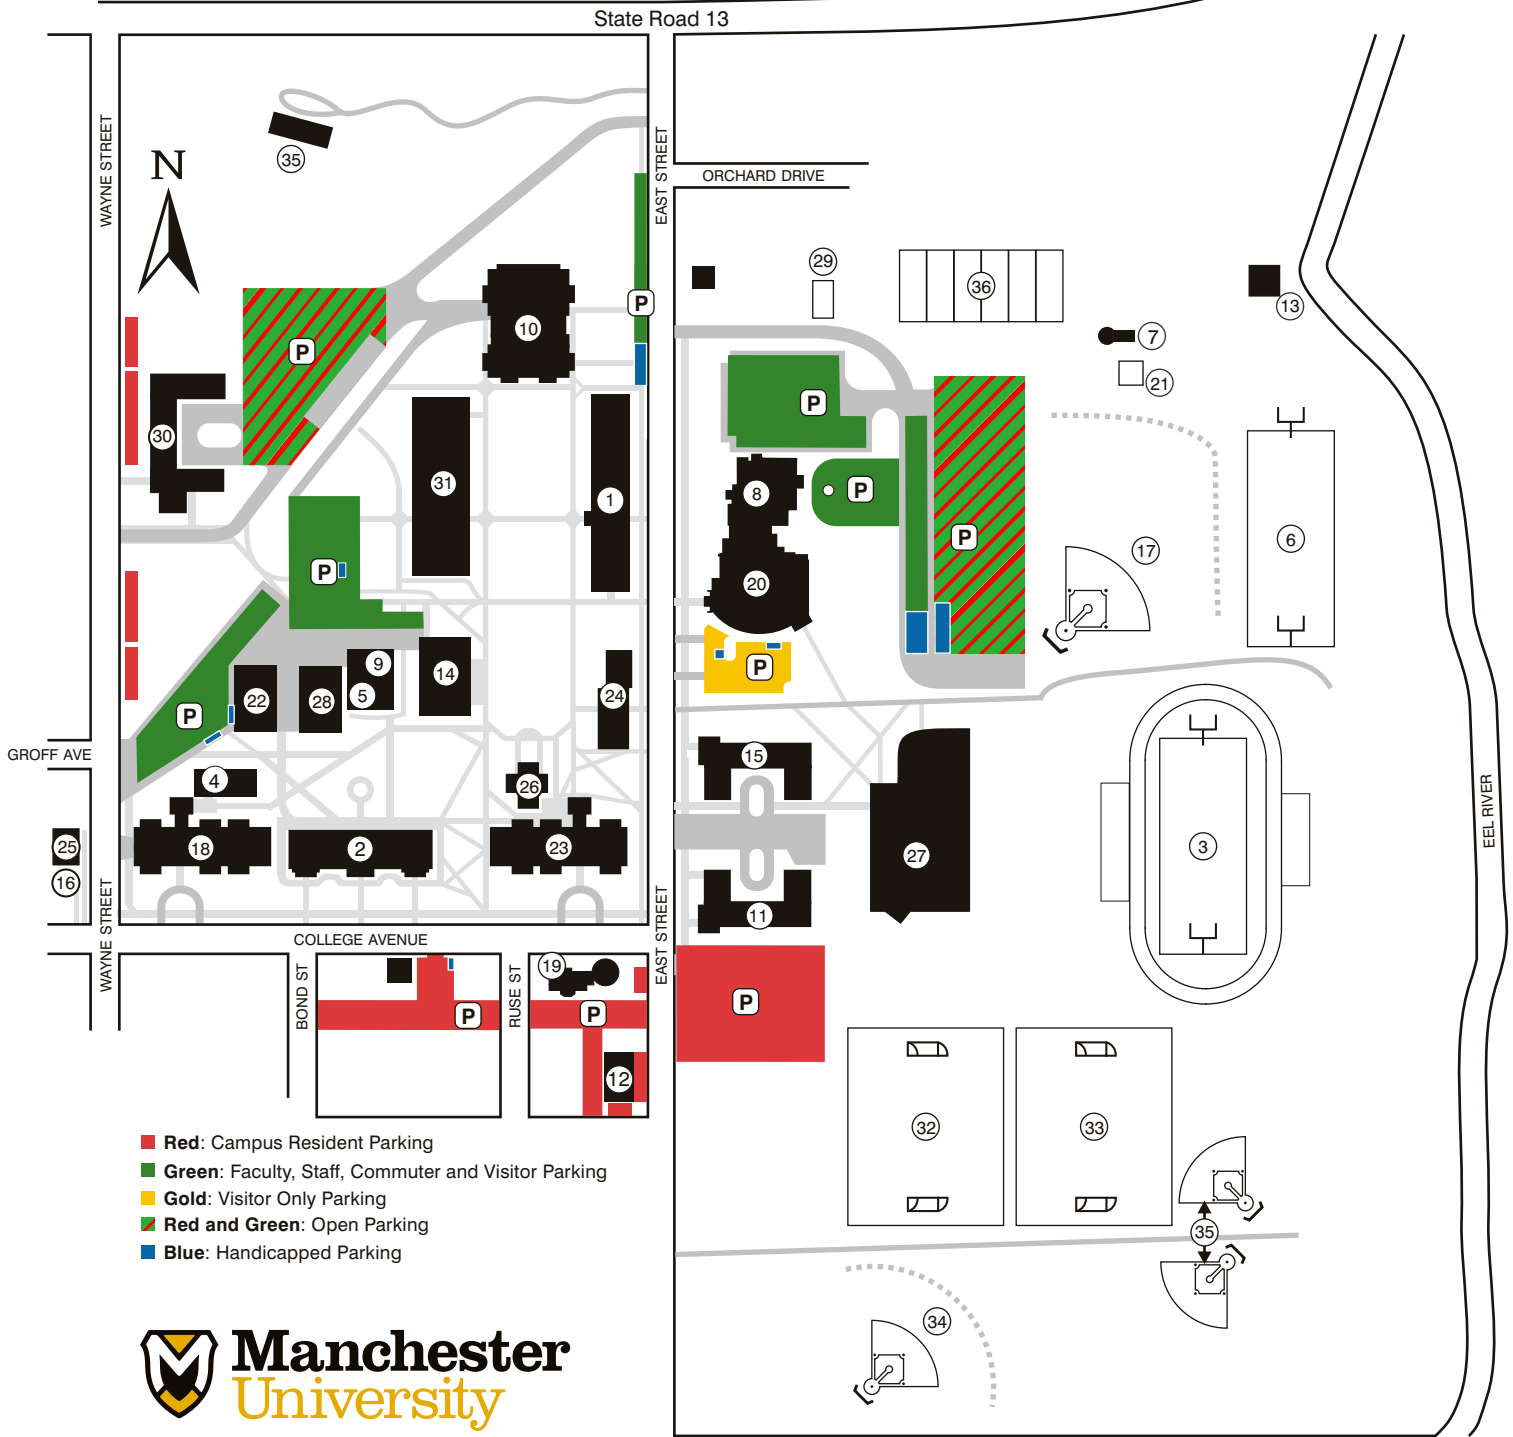 State Road 13
WAYNE STREET
EAST STREET
35
N
ORCHARD DRIVE
29
36
13
P
10
7
P
21
P
30
31
1
8
P
6
P
17
P
20
9
14
P
22
28
5
24
P
GROFF AVE
15
4
26
EEL RIVER
25
18
2
23
27
3
16
11
WAYNE STREET
EAST STREET
COLLEGE AVENUE
BOND ST
RUSE ST
19
P
P
P
12
32
33
35
34
Red: Campus Resident Parking
Green: Faculty, Staff, Commuter and Visitor Parking
Gold: Visitor Only Parking
Red and Green: Open Parking
Blue: Handicapped Parking
Manchester
University